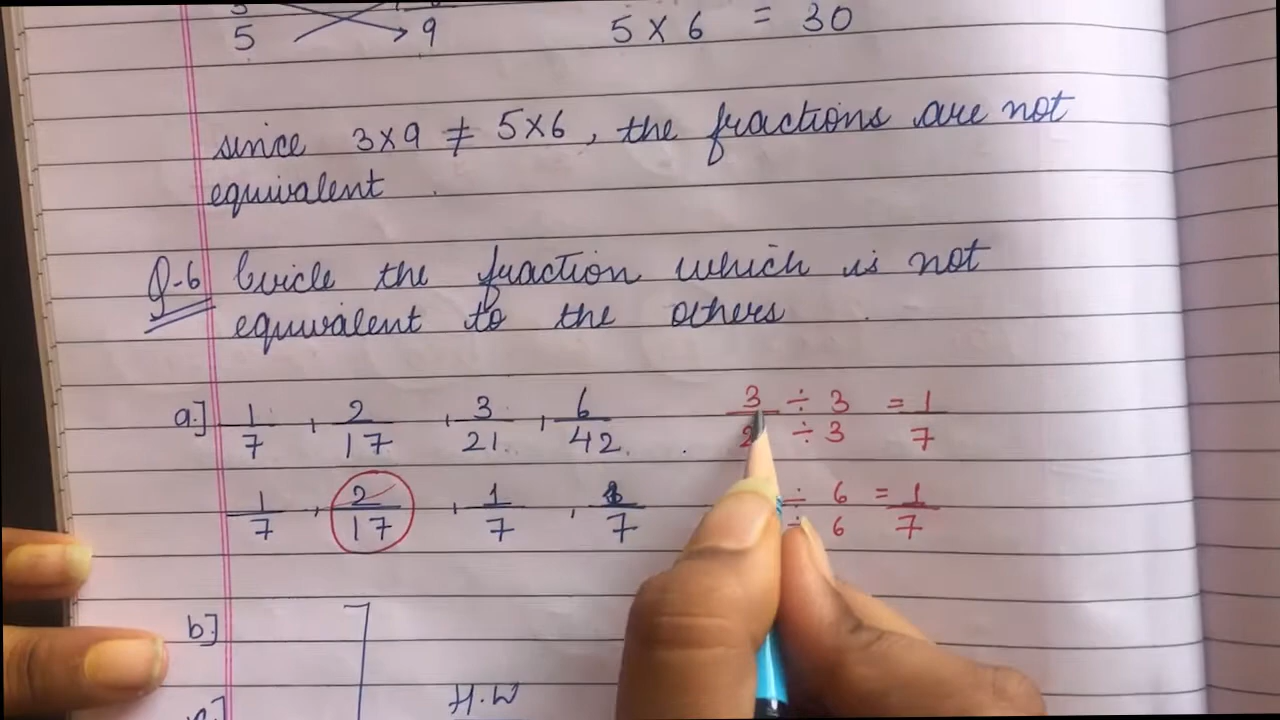 5 9 5 x 6 = 30
since 3x9 ≠ 5x6, the fractions are not
equivalent .
Q-6 Circle the fraction which is not
equivalent to the others .
a.] 1/7 , 2/17 , 3/21 , 6/42 . 3 ÷ 3 = 1/7
÷ 3
1/7 , 2/17 , 1/7 , 1/7 ÷ 6 = 1/7
÷ 6
b]
H.W